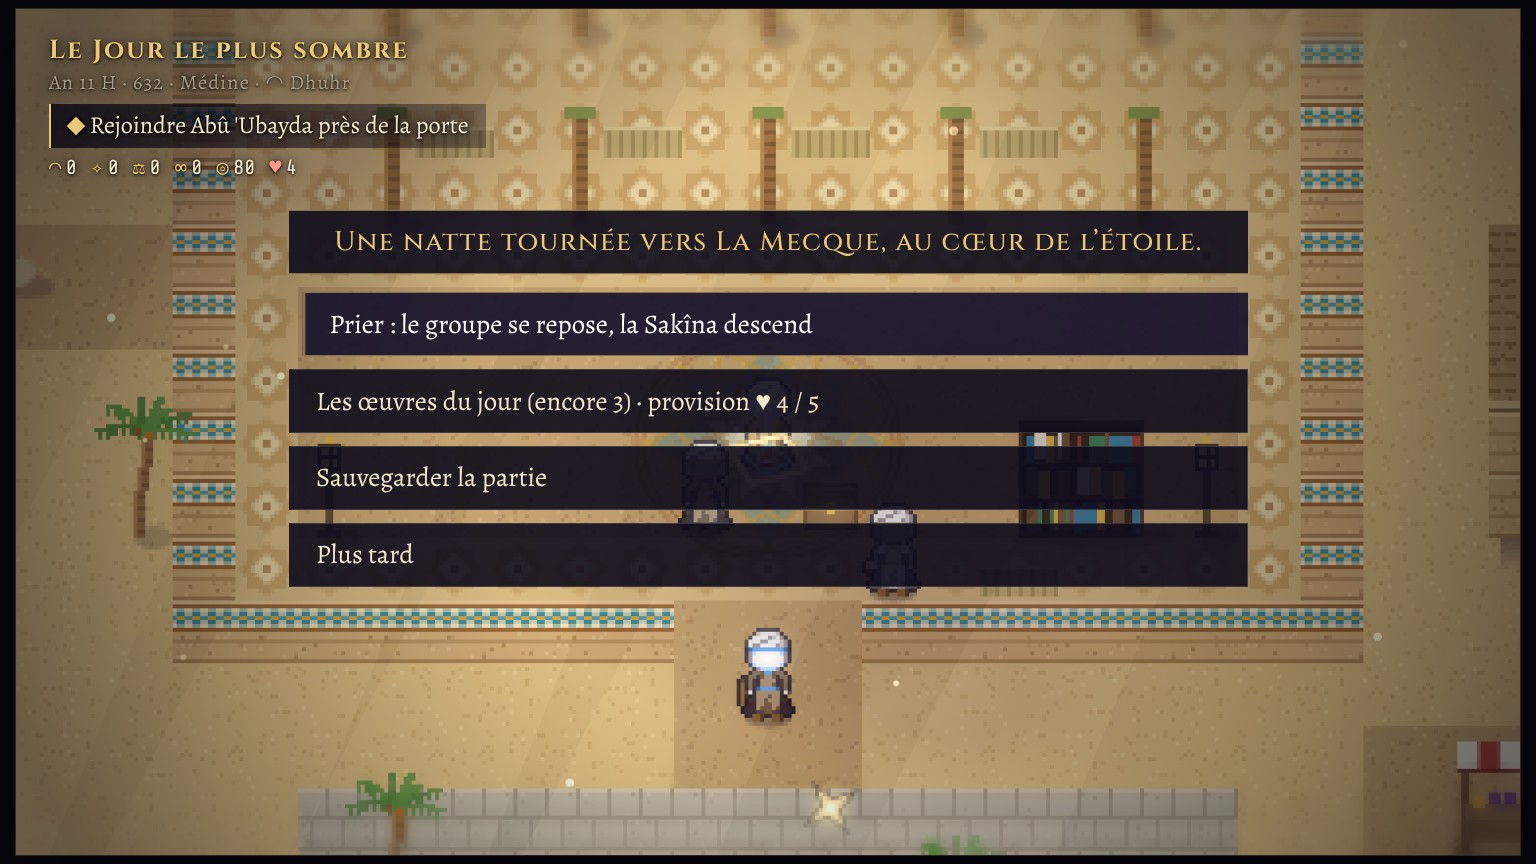 Le Jour le plus sombre
An 11 H · 632 · Médine · ◠ Dhuhr
◆ Rejoindre Abû 'Ubayda près de la porte
◠0 ✧0 ⚖0 ∞0 ◎80 ♥4
Une natte tournée vers La Mecque, au cœur de l’étoile.
Prier : le groupe se repose, la Sakîna descend
Les œuvres du jour (encore 3) · provision ♥ 4 / 5
Sauvegarder la partie
Plus tard